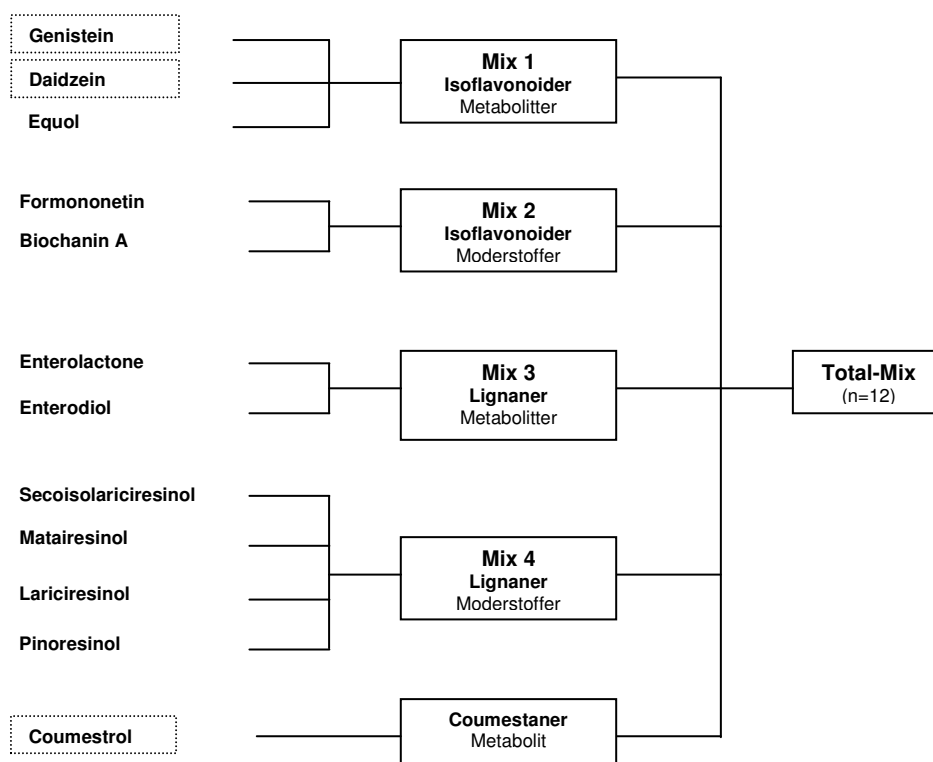 Genistein
Daidzein
Equol
Mix 1
Isoflavonoider
Metabolitter
Formononetin
Biochanin A
Mix 2
Isoflavonoider
Moderstoffer
Enterolactone
Enterodiol
Mix 3
Lignaner
Metabolitter
Total-Mix
(n=12)
Secoisolariciresinol
Matairesinol
Lariciresinol
Pinoresinol
Mix 4
Lignaner
Moderstoffer
Coumestrol
Coumestaner
Metabolit